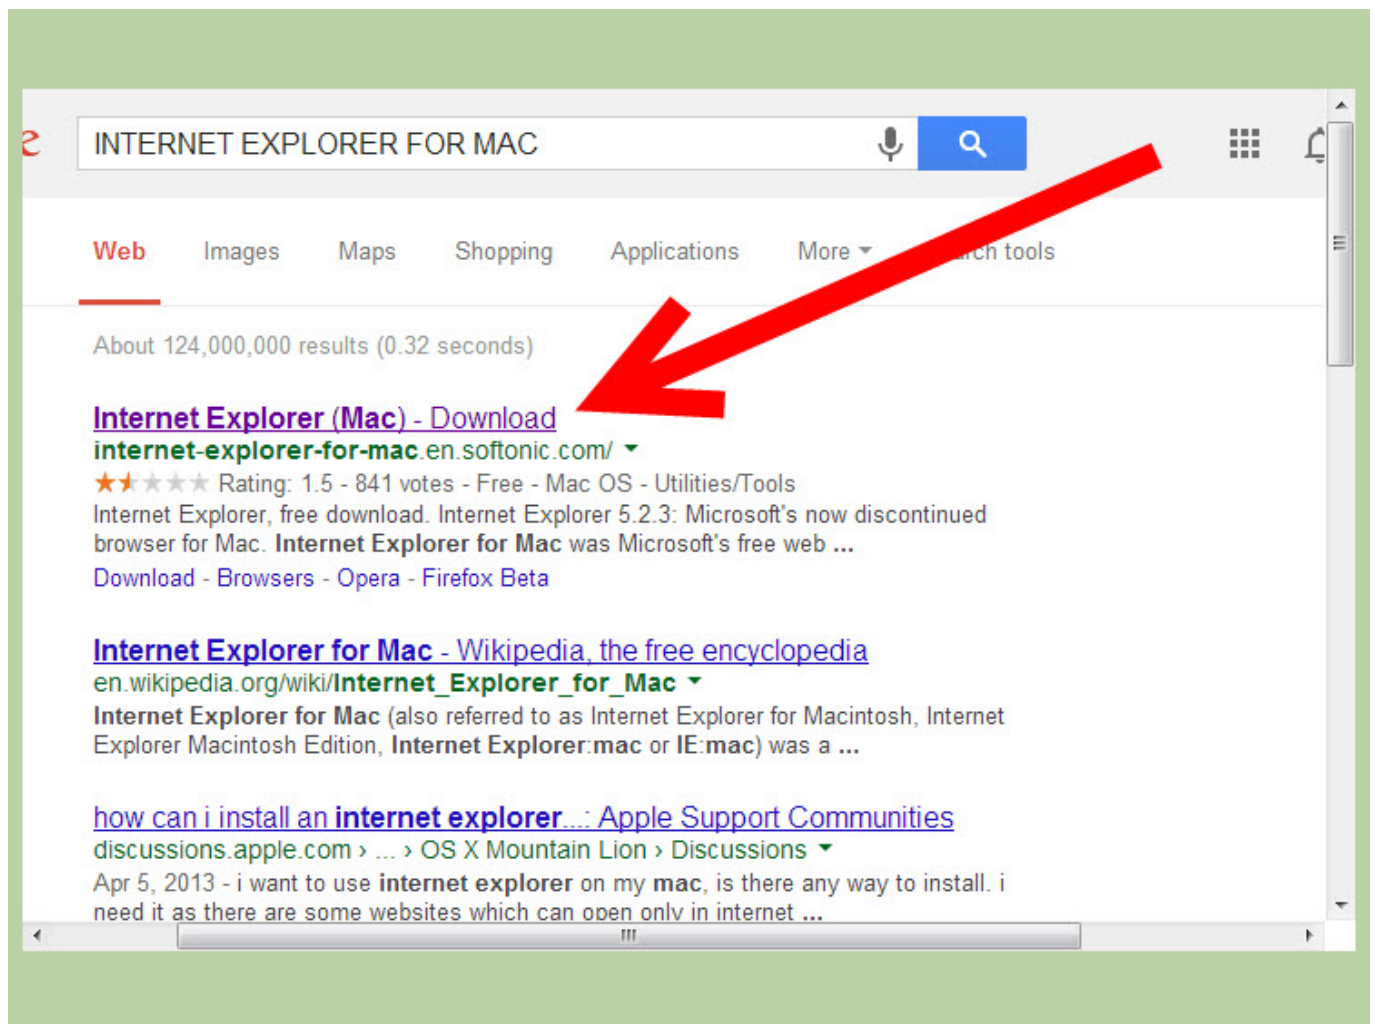 e INTERNET EXPLORER FOR MAC
Web Images Maps Shopping Applications More tools
About 124,000,000 results (0.32 seconds)
Internet Explorer (Mac) - Download
internet-explorer-for-mac.en.softonic.com/
Rating: 1.5 - 841 votes - Free - Mac OS - Utilities/Tools
Internet Explorer, free download. Internet Explorer 5.2.3: Microsoft's now discontinued
browser for Mac. Internet Explorer for Mac was Microsoft's free web ...
Download - Browsers - Opera - Firefox Beta
Internet Explorer for Mac - Wikipedia, the free encyclopedia
en.wikipedia.org/wiki/Internet_Explorer_for_Mac
Internet Explorer for Mac (also referred to as Internet Explorer for Macintosh, Internet
Explorer Macintosh Edition, Internet Explorer:mac or IE:mac) was a ...
how can i install an internet explorer...: Apple Support Communities
discussions.apple.com › ... › OS X Mountain Lion › Discussions
Apr 5, 2013 - i want to use internet explorer on my mac, is there any way to install. i
need it as there are some websites which can open only in internet ...